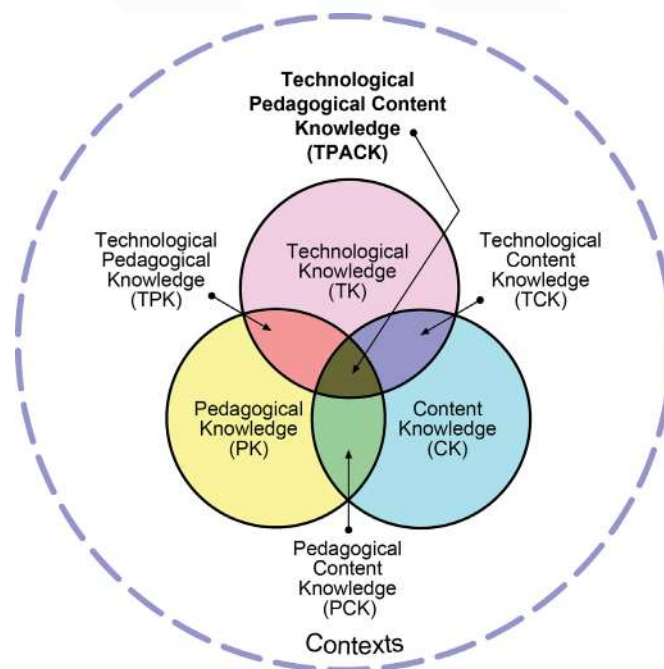 Technological
Pedagogical Content
Knowledge
(TPACK)
Technological
Pedagogical
Knowledge
(TPK)
Technological
Knowledge
(TK)
Technological
Content
Knowledge
(TCK)
Pedagogical
Knowledge
(PK)
Content
Knowledge
(CK)
Pedagogical
Content
Knowledge
(PCK)
Contexts